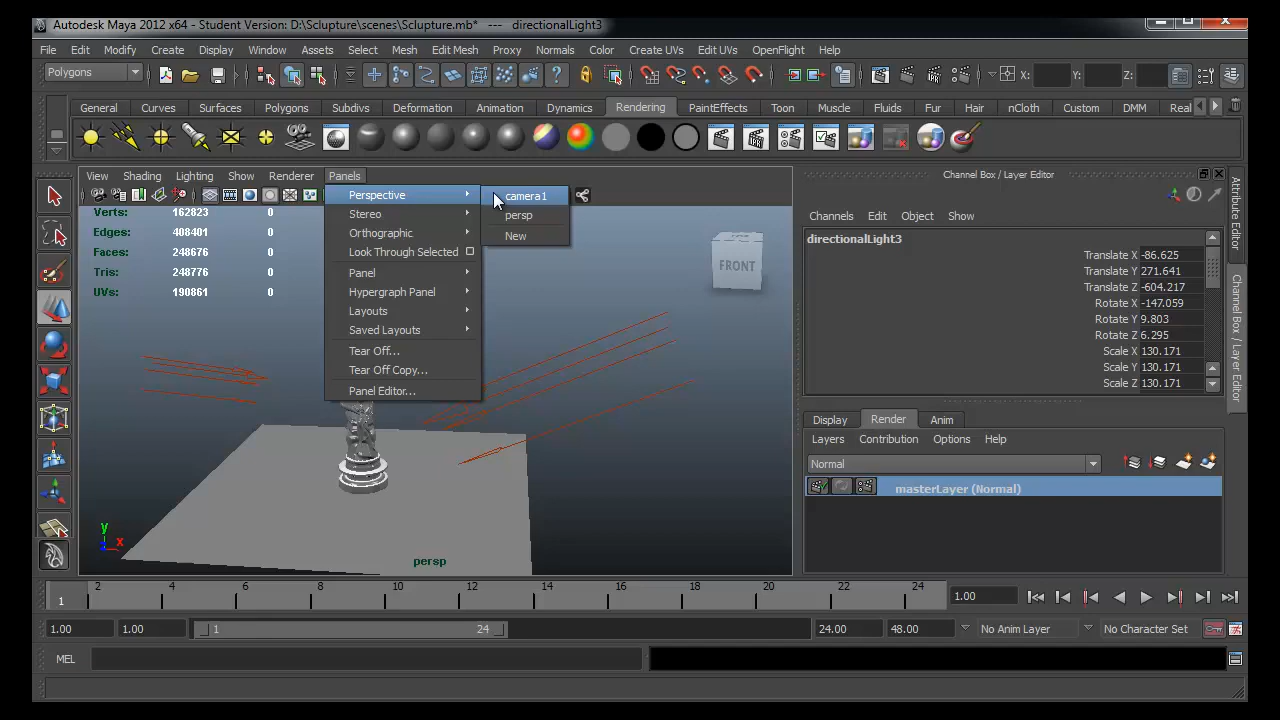 Autodesk Maya 2012 x64 - Student Version: D:\Sclupture\scenes\Sclupture.mb* --- directionalLight3
File Edit Modify Create Display Window Assets Select Mesh Edit Mesh Proxy Normals Color Create UVs Edit UVs OpenFlight Help
Polygons X: Y: Z:
General Curves Surfaces Polygons Subdivs Deformation Animation Dynamics Rendering PaintEffects Toon Muscle Fluids Fur Hair nCloth Custom DMM Real
View Shading Lighting Show Renderer Panels
Channel Box / Layer Editor
Perspective
camera1
Stereo
persp
Orthographic
New
Look Through Selected
Panel
Hypergraph Panel
Layouts
Saved Layouts
Tear Off...
Tear Off Copy...
Panel Editor...
Verts: 162823 0
Edges: 408401 0
Faces: 248676 0
Tris: 248776 0
UVs: 190861 0
FRONT
y
x
persp
Channels Edit Object Show
directionalLight3
Translate X -86.625
Translate Y 271.641
Translate Z -604.217
Rotate X -147.059
Rotate Y 9.803
Rotate Z 6.295
Scale X 130.171
Scale Y 130.171
Scale Z 130.171
Display Render Anim
Layers Contribution Options Help
Normal
masterLayer (Normal)
Attribute Editor
Channel Box / Layer Editor
1 2 4 6 8 10 12 14 16 18 20 22 24
1.00
1.00 1.00 1 24 24.00 48.00 No Anim Layer No Character Set
MEL